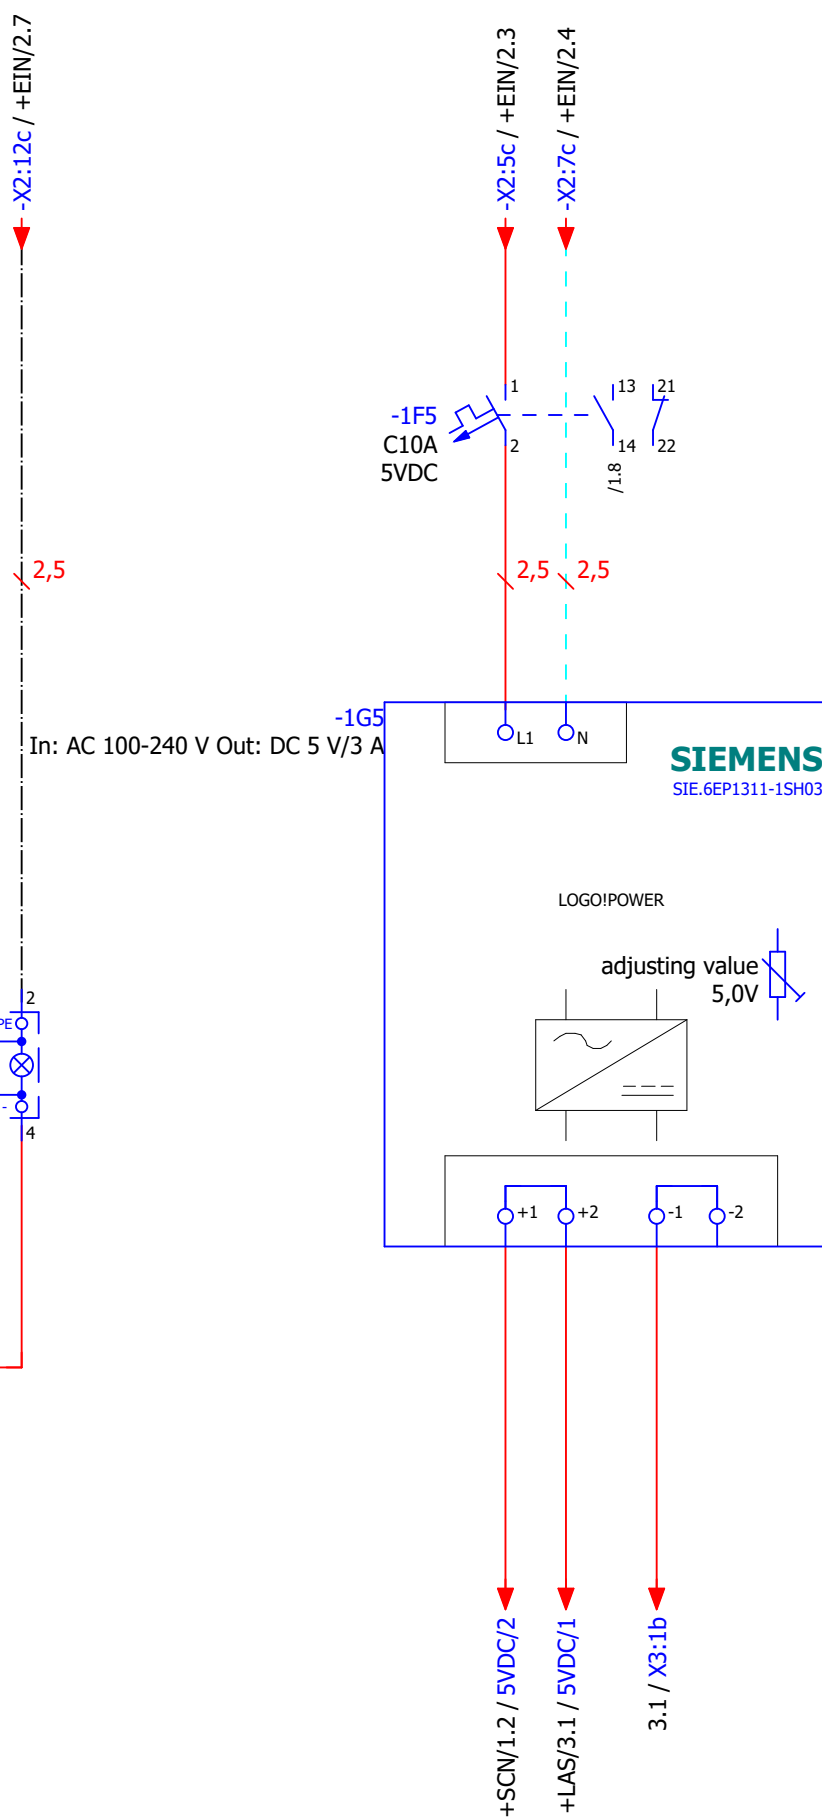 -X2:12c / +EIN/2.7
-X2:5c / +EIN/2.3
-X2:7c / +EIN/2.4
1
13
21
-1F5
C10A
5VDC
2
14
22
/1.8
2,5
2,5
2,5
-1G5
In: AC 100-240 V Out: DC 5 V/3 A
L1
N
SIEMENS
SIE.6EP1311-1SH03
LOGO!POWER
adjusting value
5,0V
2
PE
-
4
+1
+2
-1
-2
+SCN/1.2 / 5VDC/2
+LAS/3.1 / 5VDC/1
3.1 / X3:1b